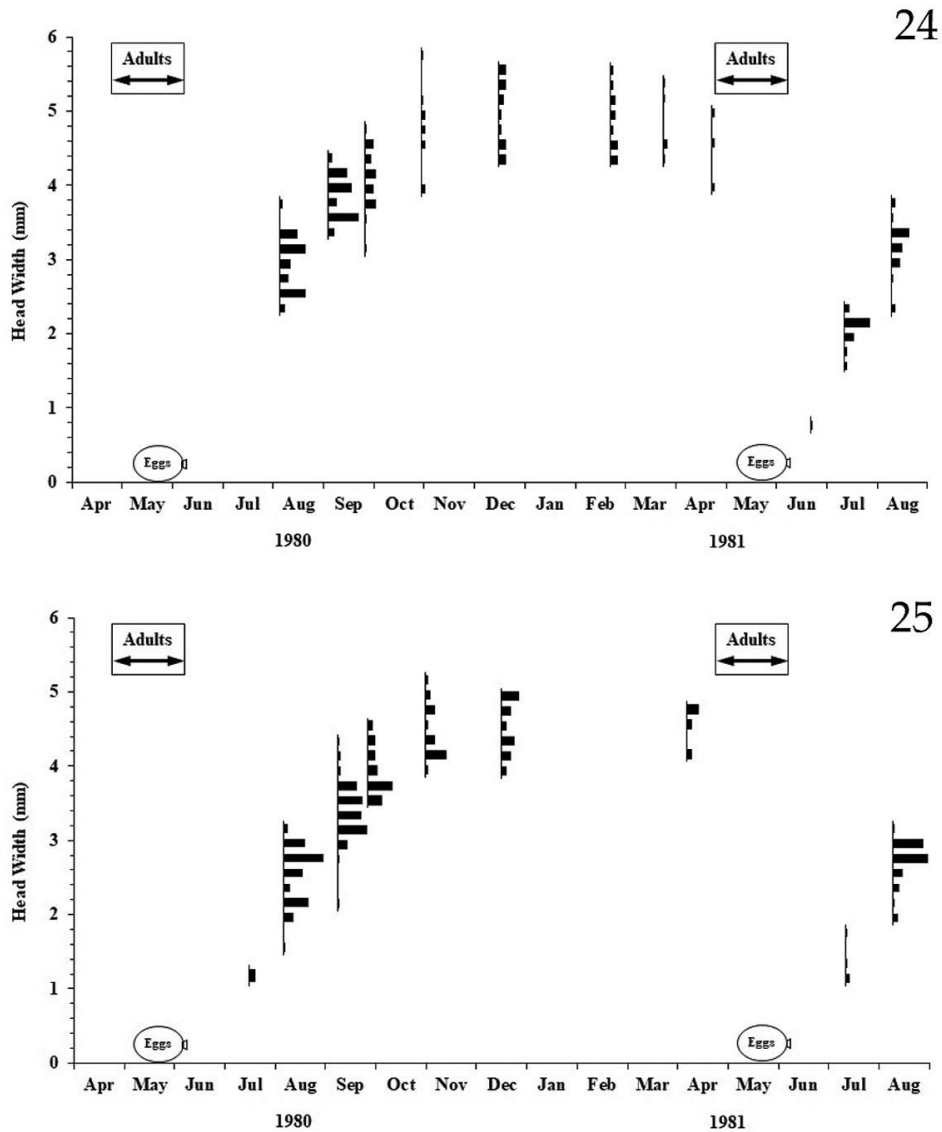 24
6
Adults
Adults
5
4
Head Width (mm)
3
2
1
Eggs
Eggs
0
Apr May Jun Jul Aug Sep Oct Nov Dec Jan Feb Mar Apr May Jun Jul Aug
1980 1981
25
6
Adults
Adults
5
4
Head Width (mm)
3
2
1
Eggs
Eggs
0
Apr May Jun Jul Aug Sep Oct Nov Dec Jan Feb Mar Apr May Jun Jul Aug
1980 1981